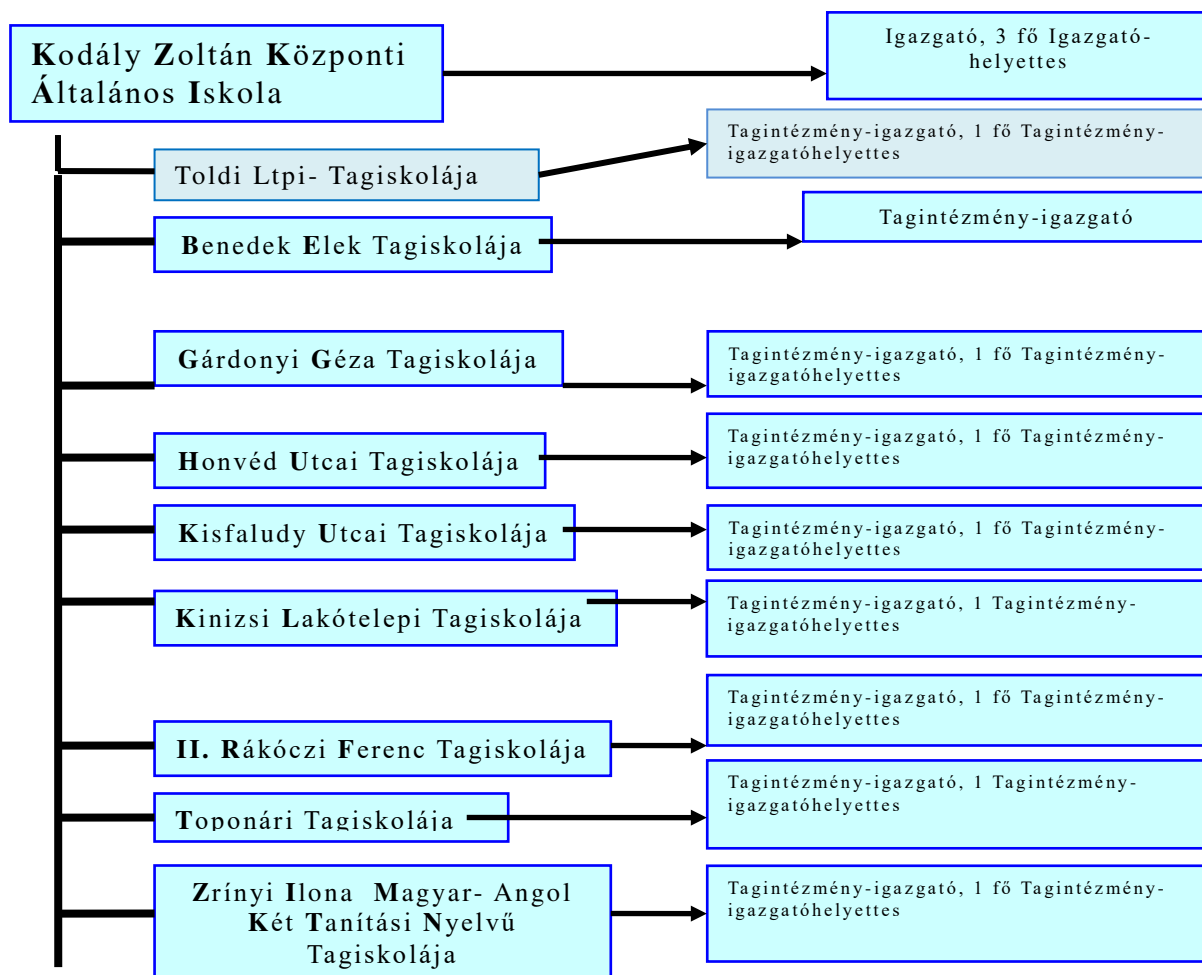 Kodály Zoltán Központi
Általános Iskola
Igazgató, 3 fő Igazgató-
helyettes
Toldi Ltpi- Tagiskolája
Tagintézmény-igazgató, 1 fő Tagintézmény-
igazgatóhelyettes
Benedek Elek Tagiskolája
Tagintézmény-igazgató
Gárdonyi Géza Tagiskolája
Tagintézmény-igazgató, 1 fő Tagintézmény-
igazgatóhelyettes
Honvéd Utcai Tagiskolája
Tagintézmény-igazgató, 1 fő Tagintézmény-
igazgatóhelyettes
Kisfaludy Utcai Tagiskolája
Tagintézmény-igazgató, 1 fő Tagintézmény-
igazgatóhelyettes
Kinizsi Lakótelepi Tagiskolája
Tagintézmény-igazgató, 1 Tagintézmény-
igazgatóhelyettes
II. Rákóczi Ferenc Tagiskolája
Tagintézmény-igazgató, 1 fő Tagintézmény-
igazgatóhelyettes
Toponári Tagiskolája
Tagintézmény-igazgató, 1 Tagintézmény-
igazgatóhelyettes
Zrínyi Ilona Magyar- Angol
Két Tanítási Nyelvű
Tagiskolája
Tagintézmény-igazgató, 1 fő Tagintézmény-
igazgatóhelyettes